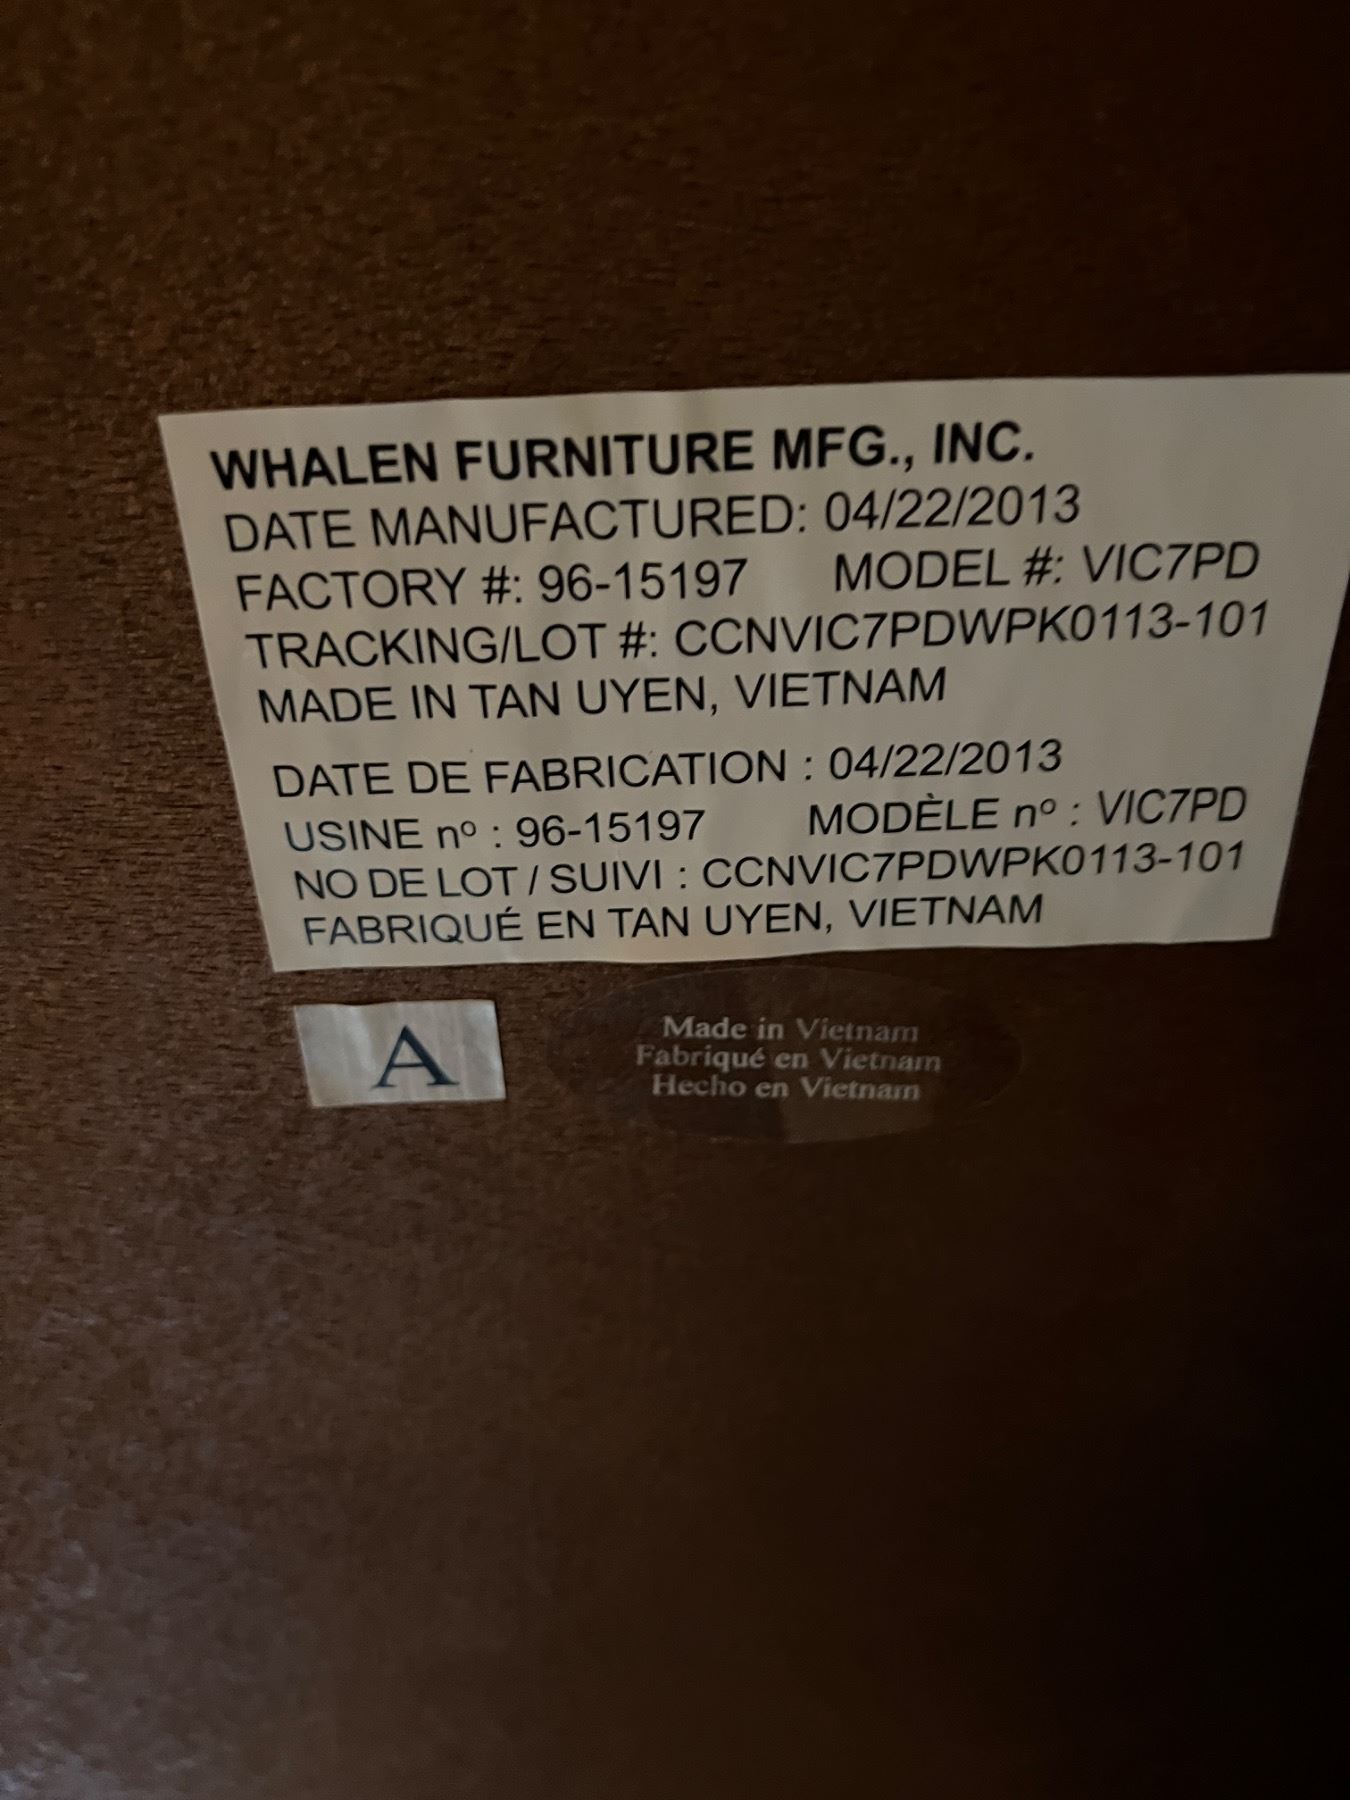 WHALEN FURNITURE MFG., INC.
DATE MANUFACTURED: 04/22/2013
FACTORY #: 96-15197 MODEL #: VIC7PD
TRACKING/LOT #: CCNVIC7PDWPK0113-101
MADE IN TAN UYEN, VIETNAM
DATE DE FABRICATION : 04/22/2013
USINE nº : 96-15197 MODÈLE nº : VIC7PD
NO DE LOT / SUIVI : CCNVIC7PDWPK0113-101
FABRIQUÉ EN TAN UYEN, VIETNAM
A
Made in Vietnam
Fabriqué en Vietnam
Hecho en Vietnam